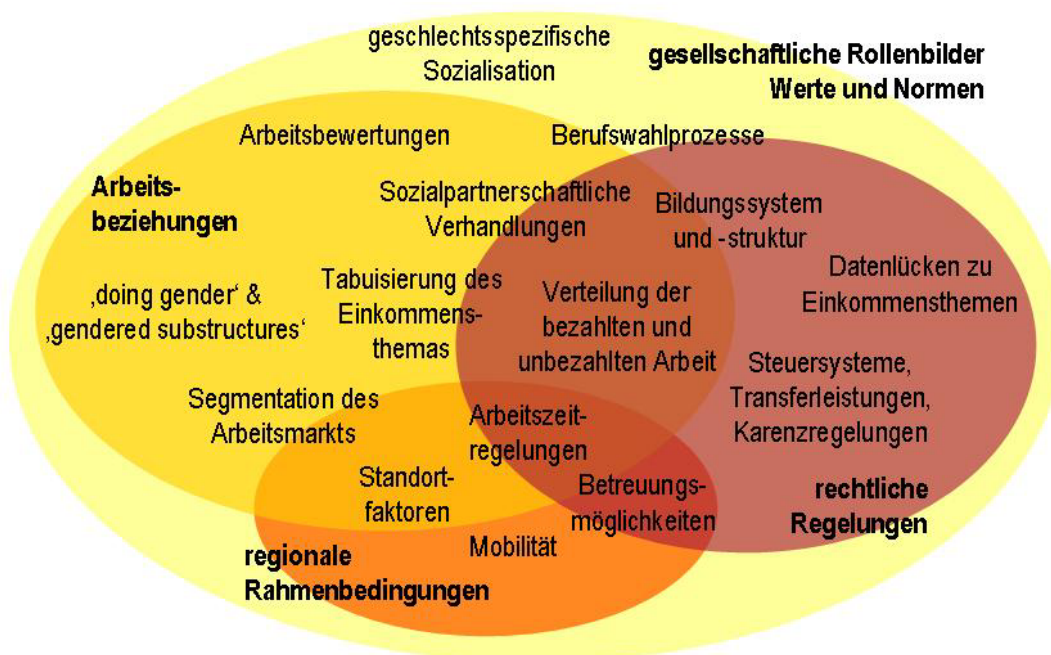 geschlechtsspezifische
Sozialisation
gesellschaftliche Rollenbilder
Werte und Normen
Arbeitsbewertungen
Berufswahlprozesse
Arbeits-
beziehungen
Sozialpartnerschaftliche
Verhandlungen
Bildungssystem
und -struktur
‚doing gender‘ &
‚gendered substructures‘
Tabuisierung des
Einkommens-
themas
Verteilung der
bezahlten und
unbezahlten Arbeit
Datenlücken zu
Einkommensthemen
Steuersysteme,
Transferleistungen,
Karenzregelungen
Segmentation des
Arbeitsmarkts
Arbeitszeit-
regelungen
Standort-
faktoren
Betreuungs-
möglichkeiten
rechtliche
Regelungen
Mobilität
regionale
Rahmenbedingungen